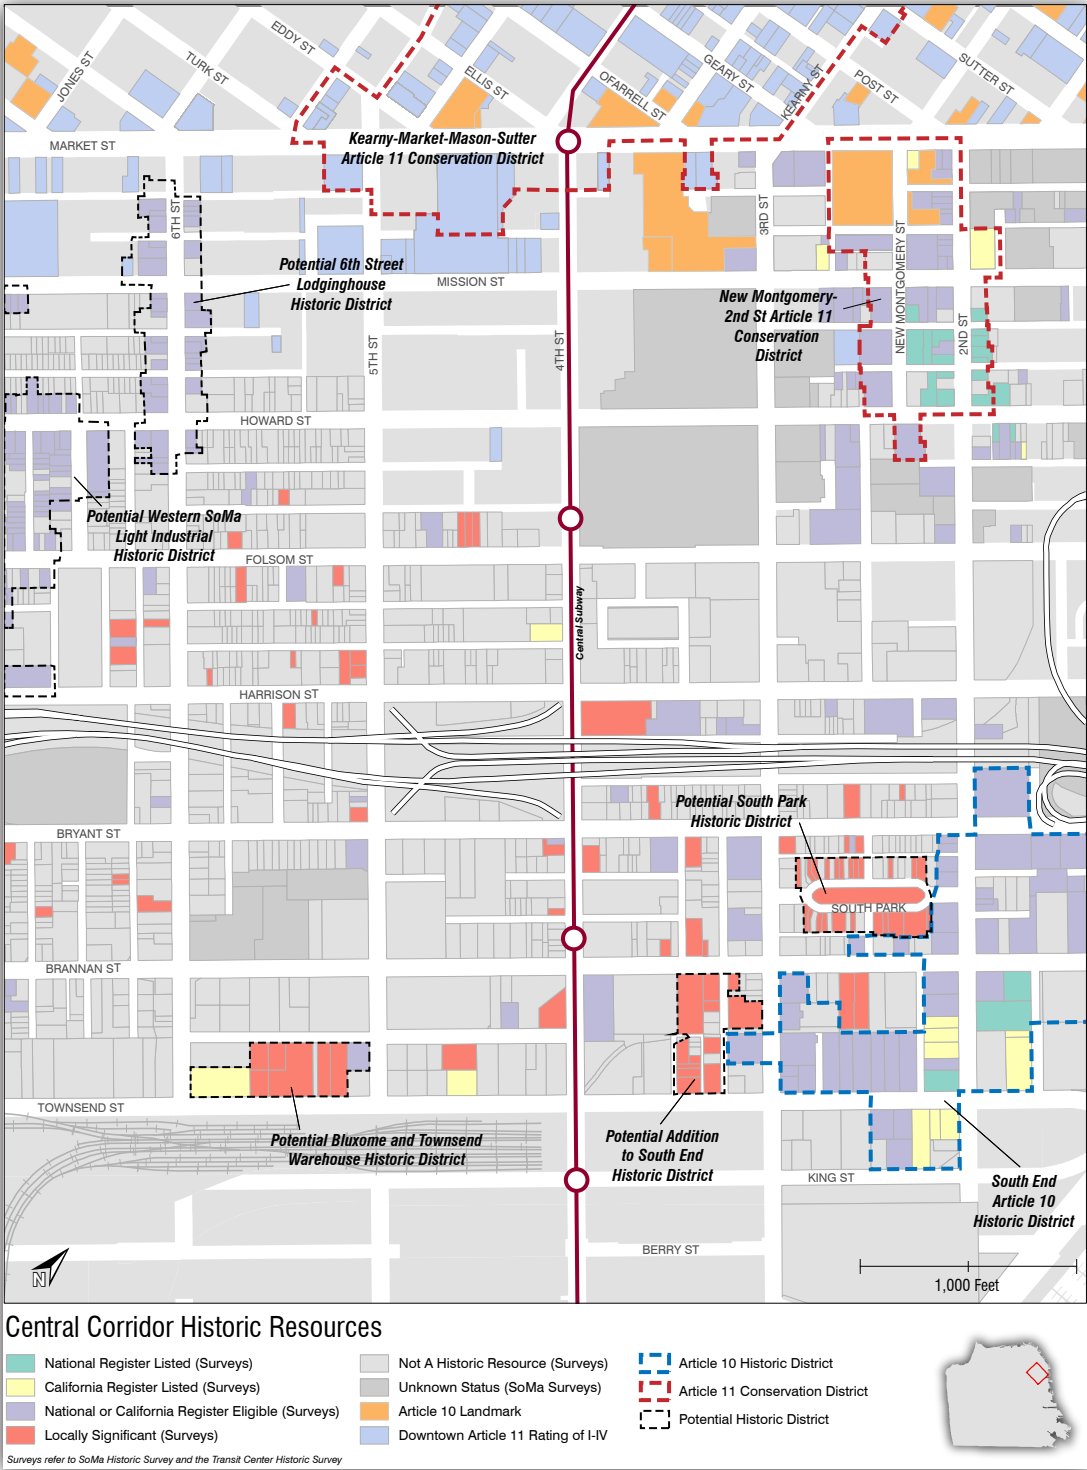 EDDY ST
JONES ST
TURK ST
ELLIS ST
OFARRELL ST
GEARY ST
KEARNY ST
POST ST
SUTTER ST
MARKET ST
Kearny-Market-Mason-Sutter
Article 11 Conservation District
6TH ST
3RD ST
NEW MONTGOMERY ST
2ND ST
Potential 6th Street
Lodginghouse
Historic District
MISSION ST
New Montgomery-
2nd St Article 11
Conservation
District
5TH ST
4TH ST
HOWARD ST
Potential Western SoMa
Light Industrial
Historic District
FOLSOM ST
Central Subway
HARRISON ST
Potential South Park
Historic District
BRYANT ST
SOUTH PARK
BRANNAN ST
TOWNSEND ST
Potential Bluxome and Townsend
Warehouse Historic District
Potential Addition
to South End
Historic District
KING ST
South End
Article 10
Historic District
BERRY ST
N
1,000 Feet
Central Corridor Historic Resources
National Register Listed (Surveys)
California Register Listed (Surveys)
National or California Register Eligible (Surveys)
Locally Significant (Surveys)
Not A Historic Resource (Surveys)
Unknown Status (SoMa Surveys)
Article 10 Landmark
Downtown Article 11 Rating of I-IV
Article 10 Historic District
Article 11 Conservation District
Potential Historic District
Surveys refer to SoMa Historic Survey and the Transit Center Historic Survey